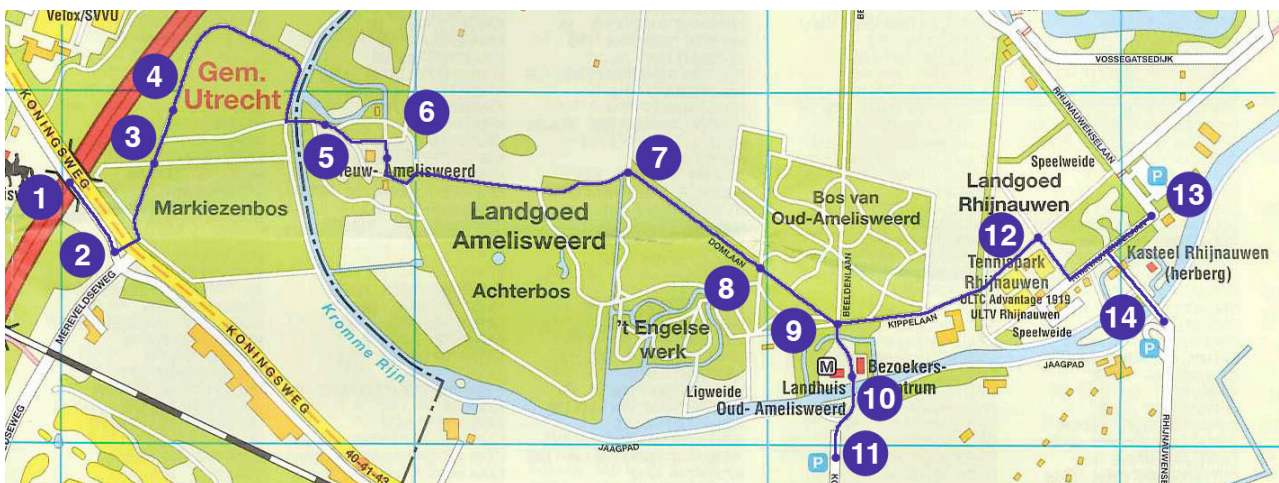 Velox/SVVU
KONINGSWEG
Gem.
Utrecht
4
3
1
2
5
6
7
8
9
10
11
12
13
14
Markiezenbos
MEREVELDSEWEG
KONINGSWEG
40-41-43
Kromme Rijn
Amelisweerd
Landgoed
Amelisweerd
Achterbos
't Engelse
werk
Ligweide
JAAGPAD
DOMLAAN
Bos van
Oud-Amelisweerd
BEELDENLAAN
KIPPELAAN
M
Landhuis
Oud- Amelisweerd
Bezoekers-
VOSSEGATSEDIJK
RHIJNAUWENSELAAN
Speelweide
P
Landgoed
Rhijnauwen
Tennispark
Rhijnauwen
ULTC Advantage 1919
ULTV Rhijnauwen
Speelweide
Kasteel Rhijnauwen
(herberg)
P
JAAGPAD
P